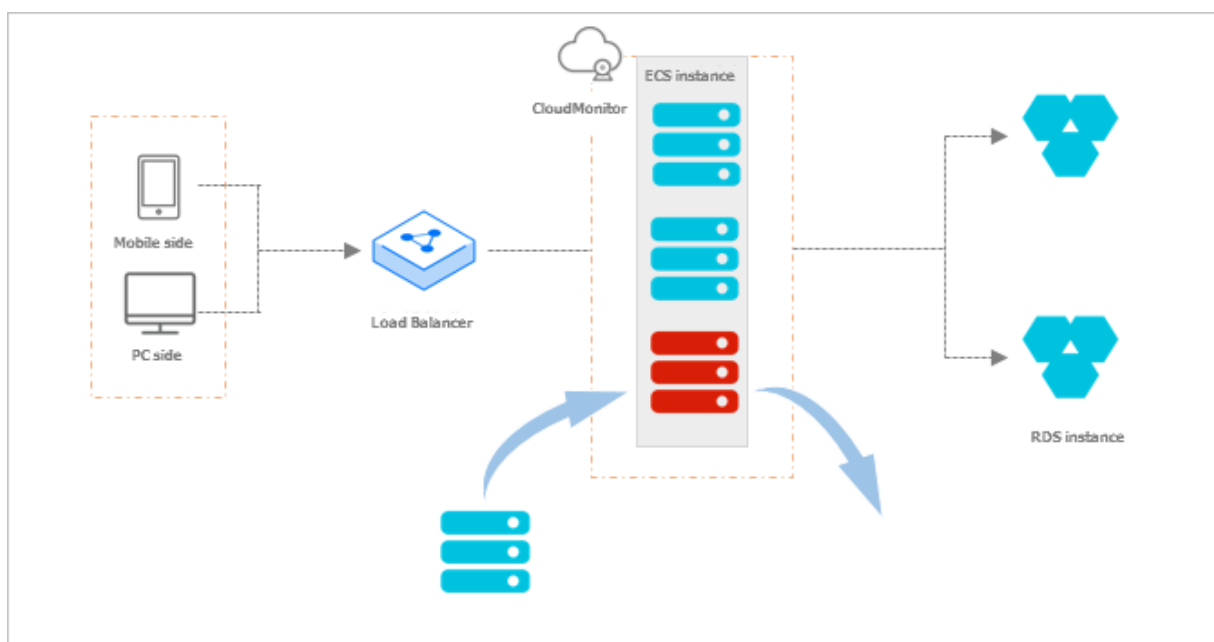 ECS instance
CloudMonitor
Mobile side
Load Balancer
PC side
RDS instance